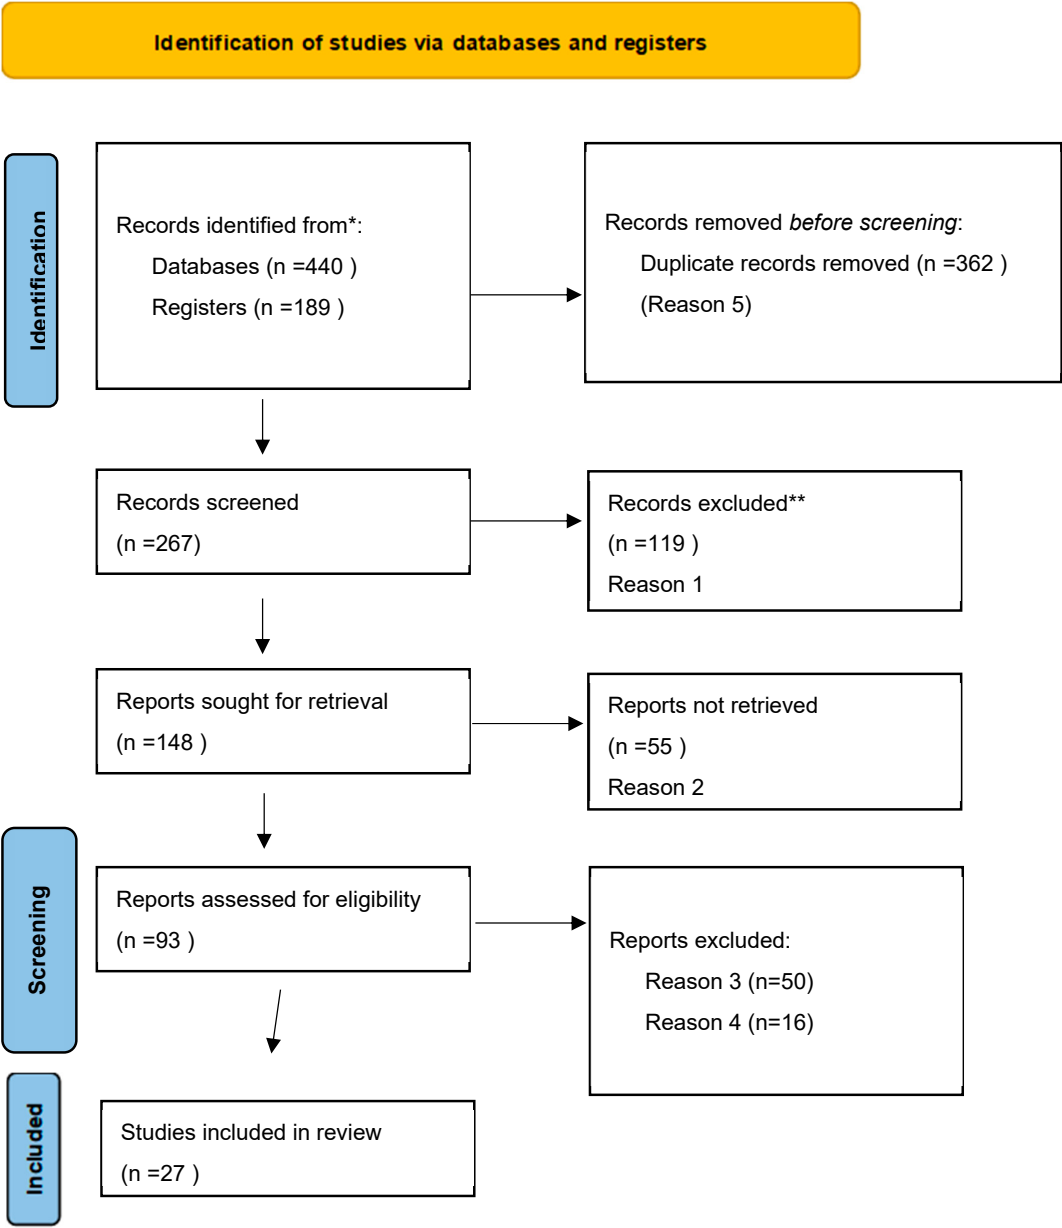 Identification of studies via databases and registers
Identification
Records identified from*:
Databases (n =440 )
Registers (n =189 )
Records removed before screening:
Duplicate records removed (n =362 )
(Reason 5)
Records screened
(n =267)
Records excluded**
(n =119 )
Reason 1
Reports sought for retrieval
(n =148 )
Reports not retrieved
(n =55 )
Reason 2
Screening
Reports assessed for eligibility
(n =93 )
Reports excluded:
Reason 3 (n=50)
Reason 4 (n=16)
Included
Studies included in review
(n =27 )